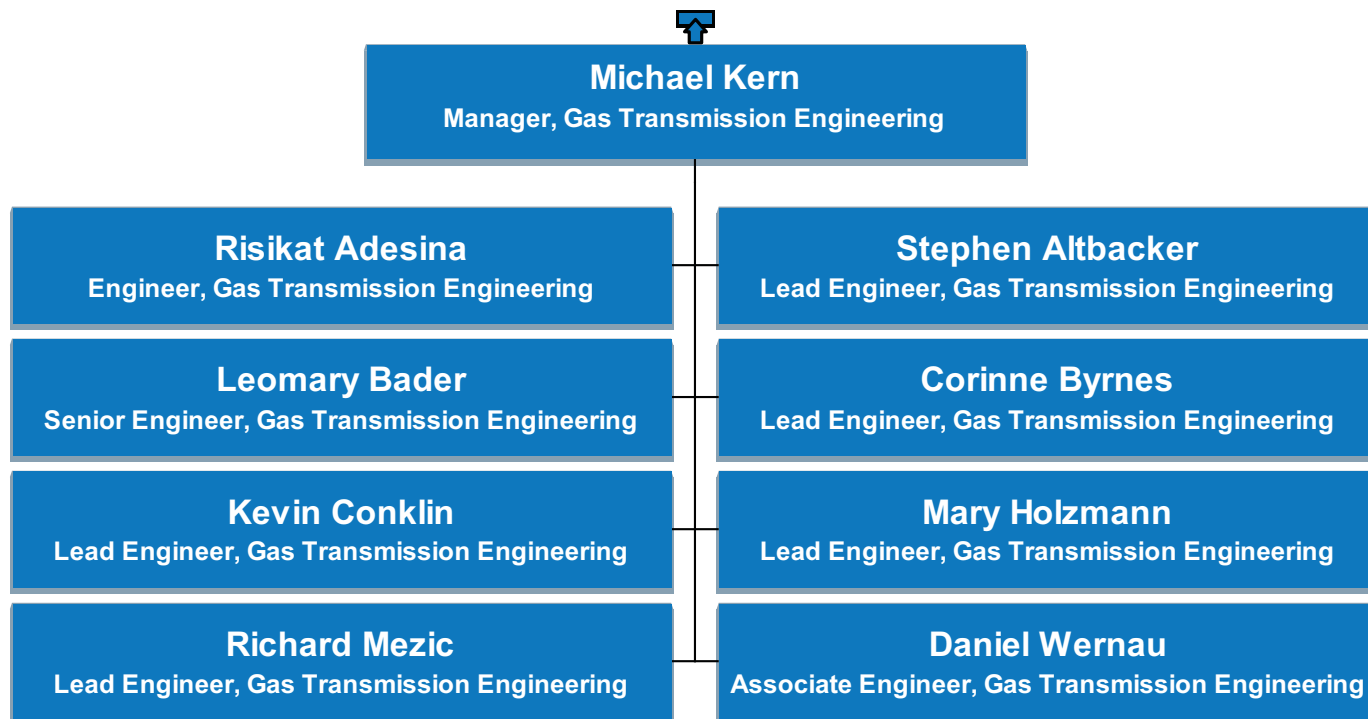 Michael Kern
Manager, Gas Transmission Engineering
Risikat Adesina
Engineer, Gas Transmission Engineering
Stephen Altbacker
Lead Engineer, Gas Transmission Engineering
Leomary Bader
Senior Engineer, Gas Transmission Engineering
Corinne Byrnes
Lead Engineer, Gas Transmission Engineering
Kevin Conklin
Lead Engineer, Gas Transmission Engineering
Mary Holzmann
Lead Engineer, Gas Transmission Engineering
Richard Mezic
Lead Engineer, Gas Transmission Engineering
Daniel Wernau
Associate Engineer, Gas Transmission Engineering